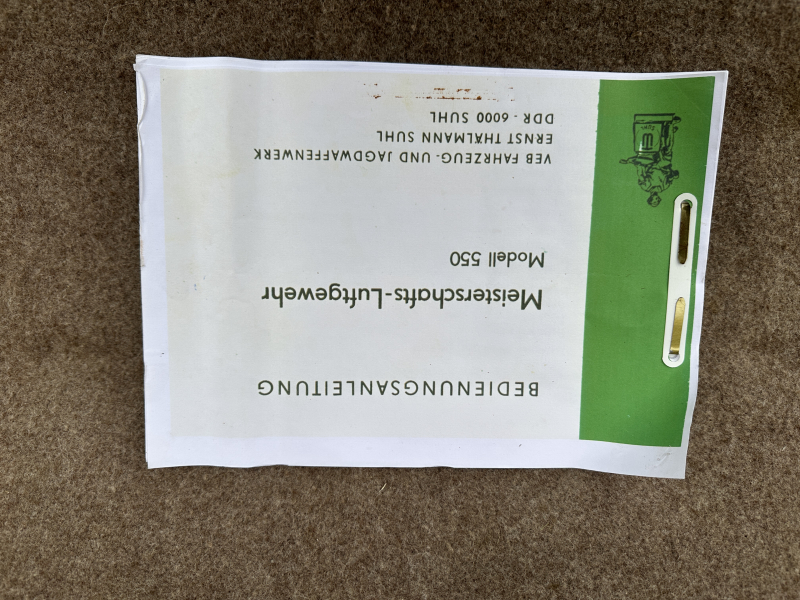 BEDIENUNGSANLEITUNG
Meisterschafts-Luftgewehr
Modell 550
VEB FAHRZEUG- UND JAGDWAFFENWERK
ERNST THÄLMANN SUHL
DDR - 6000 SUHL